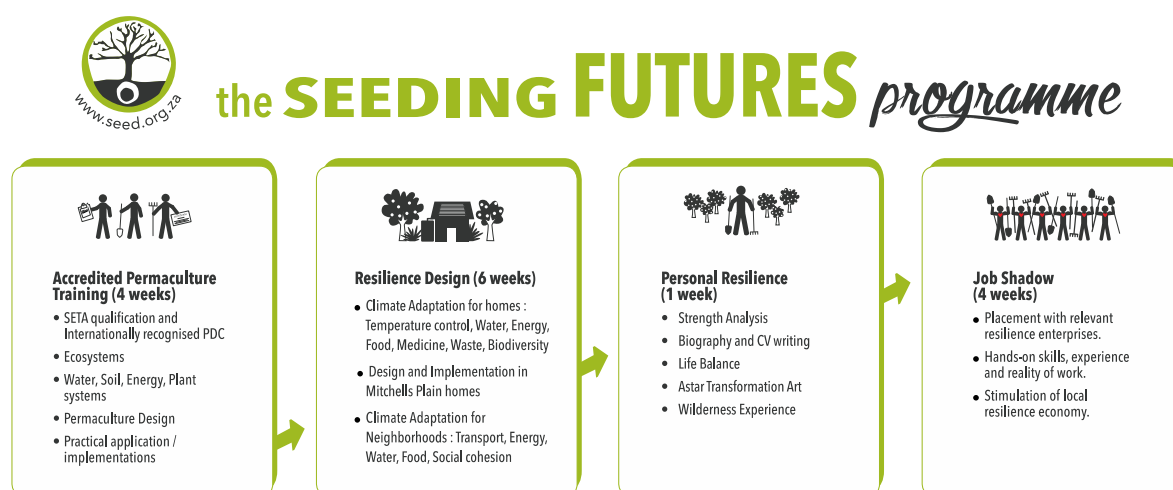 www.seed.org.za
the SEEDING FUTURES programme
Accredited Permaculture
Training (4 weeks)
• SETA qualification and
Internationally recognised PDC
• Ecosystems
• Water, Soil, Energy, Plant
systems
• Permaculture Design
• Practical application /
implementations
Resilience Design (6 weeks)
• Climate Adaptation for homes :
Temperature control, Water, Energy,
Food, Medicine, Waste, Biodiversity
• Design and Implementation in
Mitchells Plain homes
• Climate Adaptation for
Neighborhoods : Transport, Energy,
Water, Food, Social cohesion
Personal Resilience
(1 week)
• Strength Analysis
• Biography and CV writing
• Life Balance
• Astar Transformation Art
• Wilderness Experience
Job Shadow
(4 weeks)
• Placement with relevant
resilience enterprises.
• Hands-on skills, experience
and reality of work.
• Stimulation of local
resilience economy.